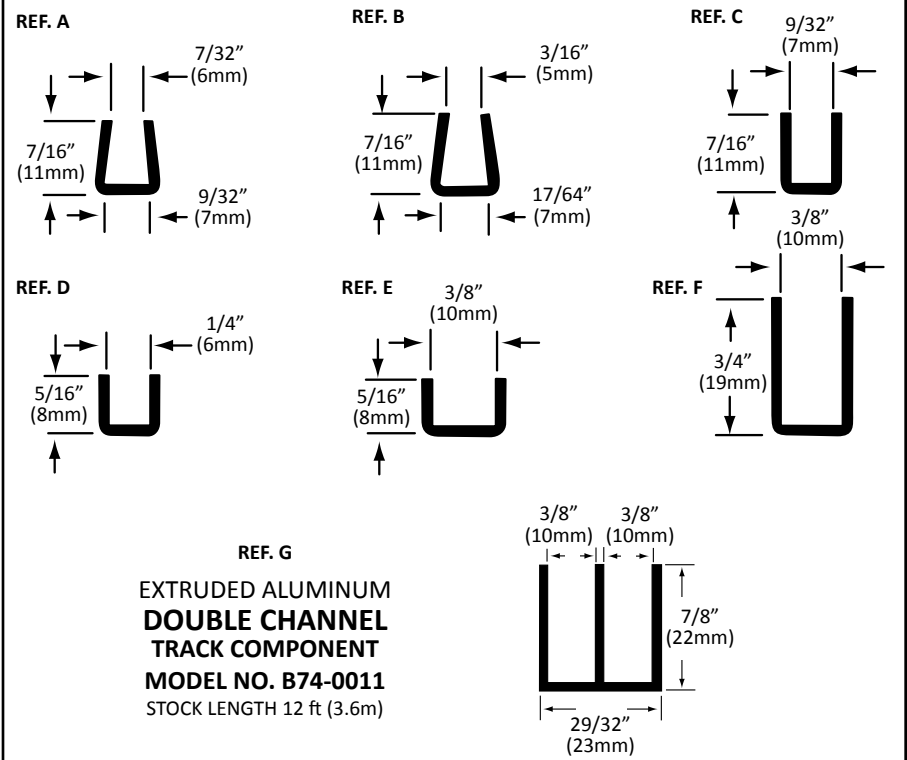 REF. A
7/32”
(6mm)
7/16”
(11mm)
9/32”
(7mm)
REF. B
3/16”
(5mm)
7/16”
(11mm)
17/64”
(7mm)
REF. C
9/32”
(7mm)
7/16”
(11mm)
REF. D
1/4”
(6mm)
5/16”
(8mm)
REF. E
3/8”
(10mm)
5/16”
(8mm)
REF. F
3/8”
(10mm)
3/4”
(19mm)
REF. G
EXTRUDED ALUMINUM
DOUBLE CHANNEL
TRACK COMPONENT
MODEL NO. B74-0011
STOCK LENGTH 12 ft (3.6m)
3/8” 3/8”
(10mm) (10mm)
7/8”
(22mm)
29/32”
(23mm)